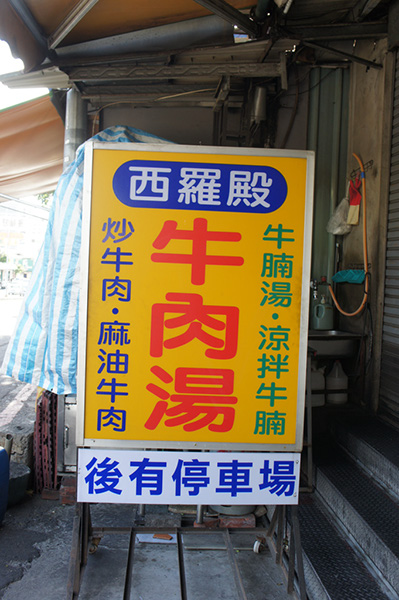 西羅殿
牛腩湯·涼拌牛腩
牛肉湯
炒牛肉·麻油牛肉
後有停車場